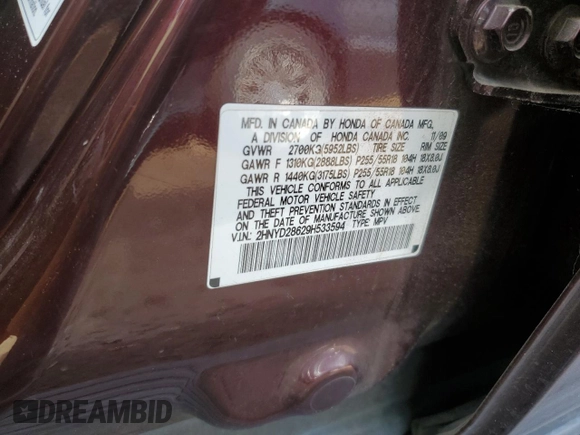 MFD. IN CANADA BY HONDA OF CANADA MFG.,
A DIVISION OF HONDA CANADA INC. 11/09
GVWR 2700KG(5952LBS) TIRE SIZE RIM SIZE
GAWR F 1310KG(2888LBS) P255/55R18 104H 18X8.0J
GAWR R 1440KG(3175LBS) P255/55R18 104H 18X8.0J
THIS VEHICLE CONFORMS TO ALL APPLICABLE
FEDERAL MOTOR VEHICLE SAFETY
AND THEFT PREVENTION STANDARDS IN EFFECT
ON THE DATE OF MANUFACTURE SHOWN ABOVE.
V.I.N: 2HNYD28629H533594 TYPE: MPV
DREAMBID